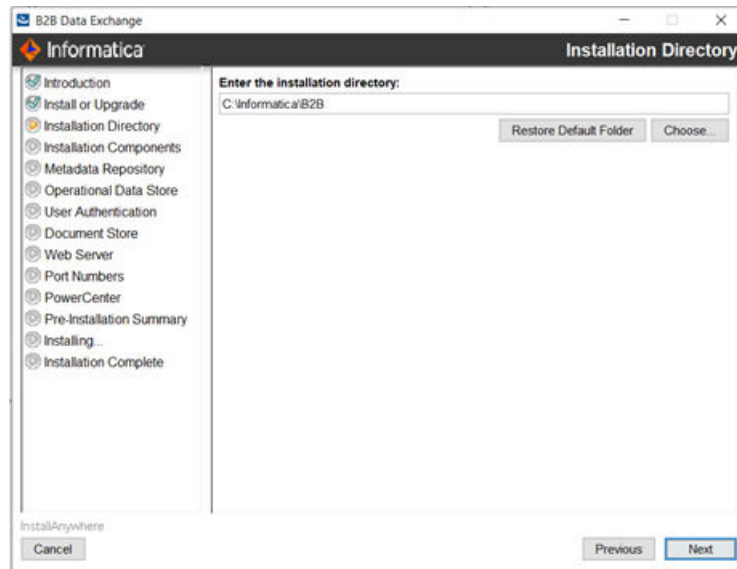 B2B Data Exchange
Informatica
Installation Directory
Introduction
Install or Upgrade
Installation Directory
Installation Components
Metadata Repository
Operational Data Store
User Authentication
Document Store
Web Server
Port Numbers
PowerCenter
Pre-Installation Summary
Installing...
Installation Complete
Enter the installation directory:
C:\Informatica\B2B
Restore Default Folder
Choose...
InstallAnywhere
Cancel
Previous
Next